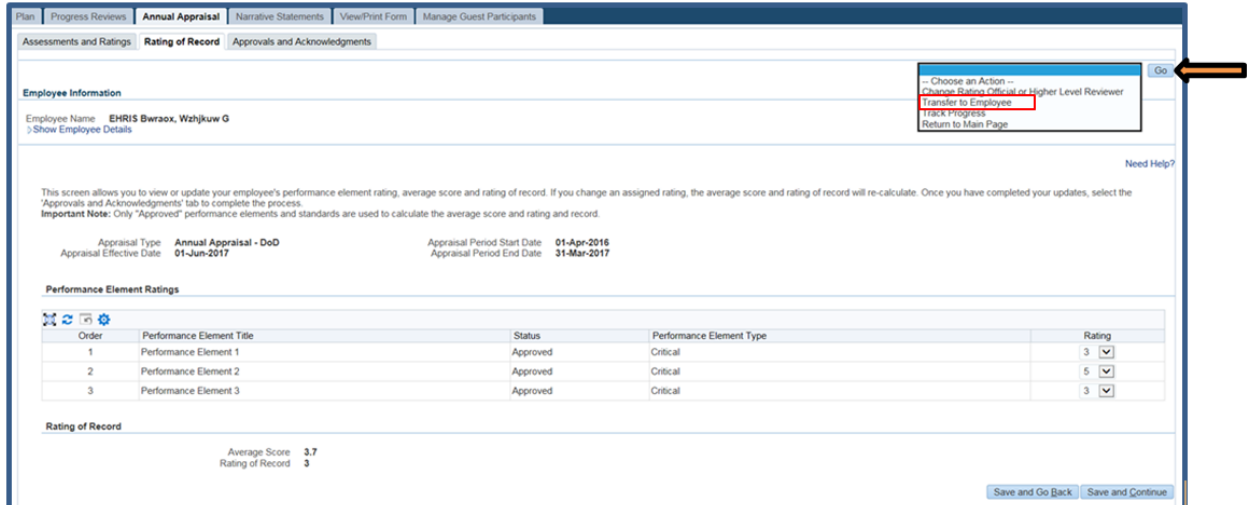 Plan Progress Reviews Annual Appraisal Narrative Statements View/Print Form Manage Guest Participants
Assessments and Ratings Rating of Record Approvals and Acknowledgments
Go
-- Choose an Action --
Change Rating Official or Higher Level Reviewer
Transfer to Employee
Track Progress
Return to Main Page
Employee Information
Employee Name EHRIS Bwraox, Wzhjkuw G
Show Employee Details
Need Help?
This screen allows you to view or update your employee's performance element rating, average score and rating of record. If you change an assigned rating, the average score and rating of record will re-calculate. Once you have completed your updates, select the
'Approvals and Acknowledgments' tab to complete the process.
Important Note: Only "Approved" performance elements and standards are used to calculate the average score and rating and record.
Appraisal Type Annual Appraisal - DoD Appraisal Period Start Date 01-Apr-2016
Appraisal Effective Date 01-Jun-2017 Appraisal Period End Date 31-Mar-2017
Performance Element Ratings
Order Performance Element Title Status Performance Element Type Rating
1 Performance Element 1 Approved Critical 3
2 Performance Element 2 Approved Critical 5
3 Performance Element 3 Approved Critical 3
Rating of Record
Average Score 3.7
Rating of Record 3
Save and Go Back Save and Continue